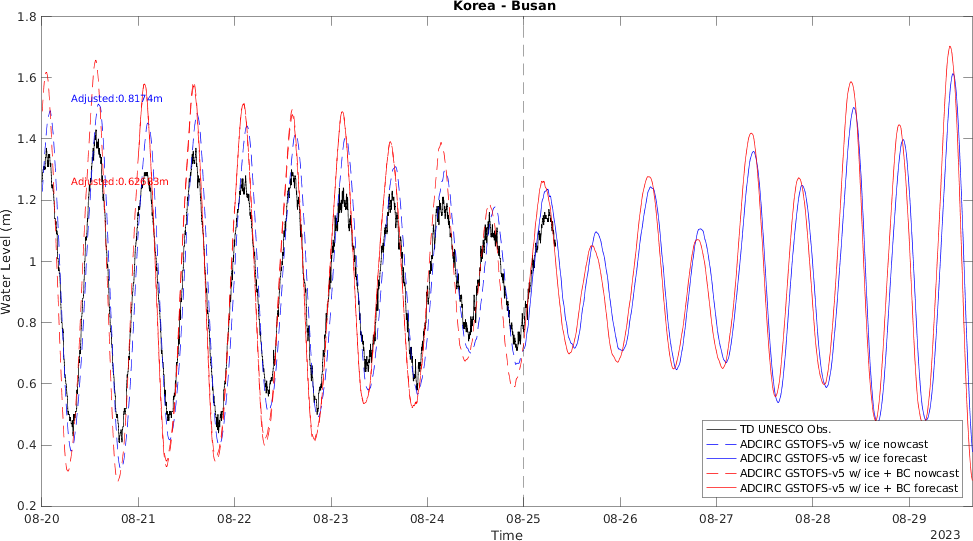 Korea - Busan
1.8
1.6
1.4
1.2
1
0.8
0.6
0.4
0.2
Water Level (m)
Adjusted:0.8174m
Adjusted:0.62683m
TD UNESCO Obs.
ADCIRC GSTOFS-v5 w/ ice nowcast
ADCIRC GSTOFS-v5 w/ ice forecast
ADCIRC GSTOFS-v5 w/ ice + BC nowcast
ADCIRC GSTOFS-v5 w/ ice + BC forecast
08-20 08-21 08-22 08-23 08-24 08-25 08-26 08-27 08-28 08-29
Time
2023